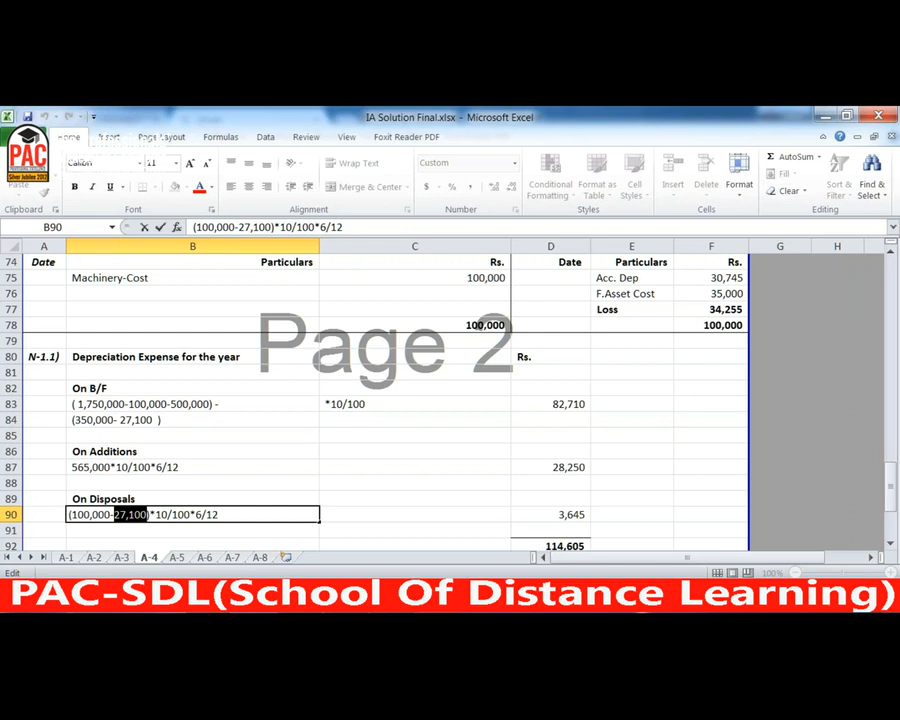 IA Solution Final.xlsx - Microsoft Excel
Home Insert Page Layout Formulas Data Review View Foxit Reader PDF
PAC
Silver Jubilee 2012
Paste
Calibri 11 A A
Wrap Text
Custom
Conditional Formatting Format as Table Cell Styles
Insert Delete Format
Σ AutoSum
Fill
Clear
Sort & Filter Find & Select
B I U
Merge & Center
$ % ,
Clipboard Font Alignment Number Styles Cells Editing
B90 fx (100,000-27,100)*10/100*6/12
A B C D E F G H
74 Date Particulars Rs. Date Particulars Rs.
75 Machinery-Cost 100,000 Acc. Dep 30,745
76 F.Asset Cost 35,000
77 Loss 34,255
78 100,000 100,000
Page 2
79
80 N-1.1) Depreciation Expense for the year Rs.
81
82 On B/F
83 ( 1,750,000-100,000-500,000) - *10/100 82,710
84 (350,000- 27,100 )
85
86 On Additions
87 565,000*10/100*6/12 28,250
88
89 On Disposals
90 (100,000-27,100)*10/100*6/12 3,645
91
92 114,605
A-1 A-2 A-3 A-4 A-5 A-6 A-7 A-8
Edit 100%
PAC-SDL(School Of Distance Learning)